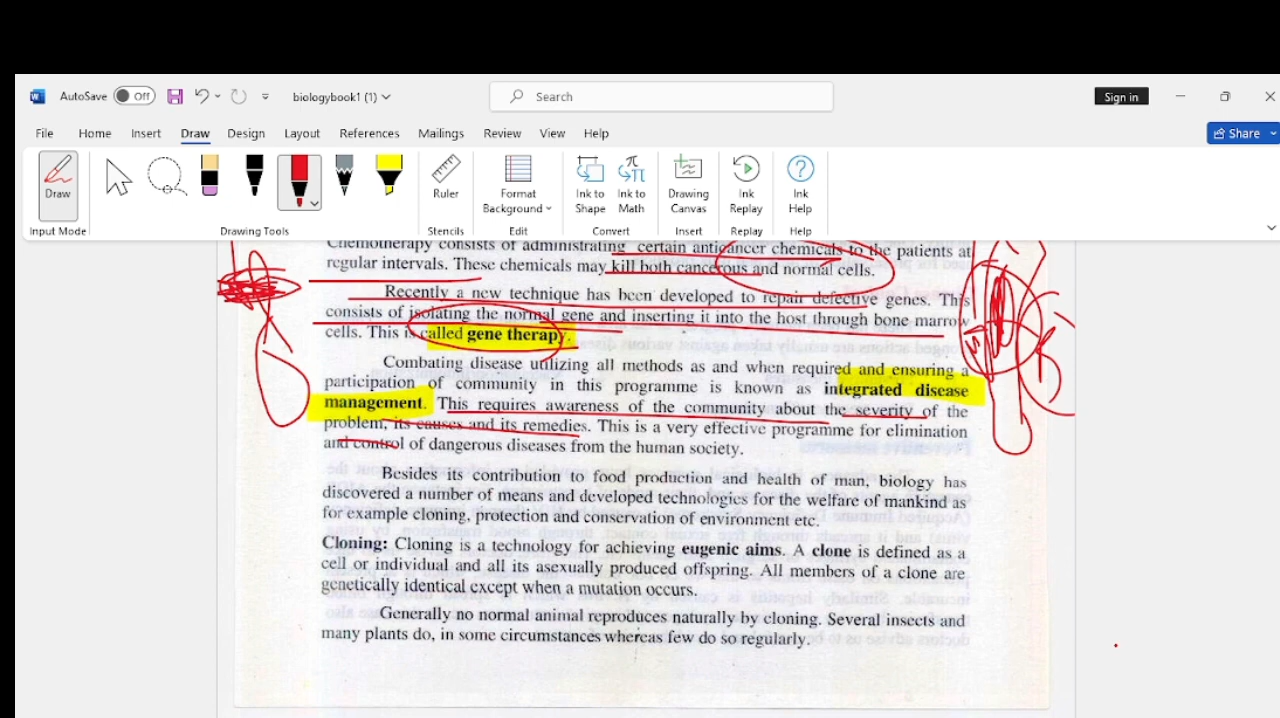 AutoSave Off biologybook1 (1) Search Sign in
File Home Insert Draw Design Layout References Mailings Review View Help Share
Draw Ruler Format Background Ink to Shape Ink to Math Drawing Canvas Ink Replay Ink Help
Input Mode Drawing Tools Stencils Edit Convert Insert Replay Help
Chemotherapy consists of administrating certain anticancer chemicals to the patients at
regular intervals. These chemicals may kill both cancerous and normal cells.
Recently a new technique has been developed to repair defective genes. This
consists of isolating the normal gene and inserting it into the host through bone marrow
cells. This is called gene therapy.
Combating disease utilizing all methods as and when required and ensuring a
participation of community in this programme is known as integrated disease
management. This requires awareness of the community about the severity of the
problem, its causes and its remedies. This is a very effective programme for elimination
and control of dangerous diseases from the human society.
Besides its contribution to food production and health of man, biology has
discovered a number of means and developed technologies for the welfare of mankind as
for example cloning, protection and conservation of environment etc.
Cloning: Cloning is a technology for achieving eugenic aims. A clone is defined as a
cell or individual and all its asexually produced offspring. All members of a clone are
genetically identical except when a mutation occurs.
Generally no normal animal reproduces naturally by cloning. Several insects and
many plants do, in some circumstances whereas few do so regularly.